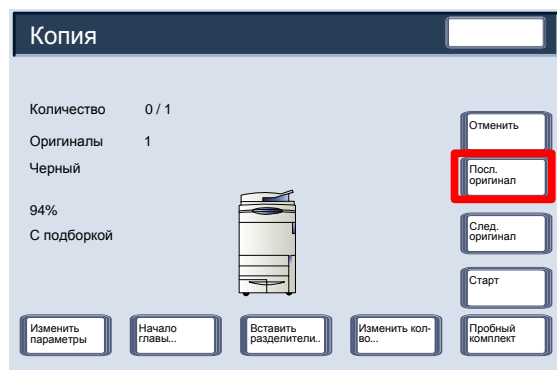 Копия
Количество 0 / 1
Оригиналы 1
Черный
94%
С подборкой
Отменить
Посл.
оригинал
След.
оригинал
Старт
Изменить
параметры
Начало
главы...
Вставить
разделители..
Изменить кол-
во...
Пробный
комплект